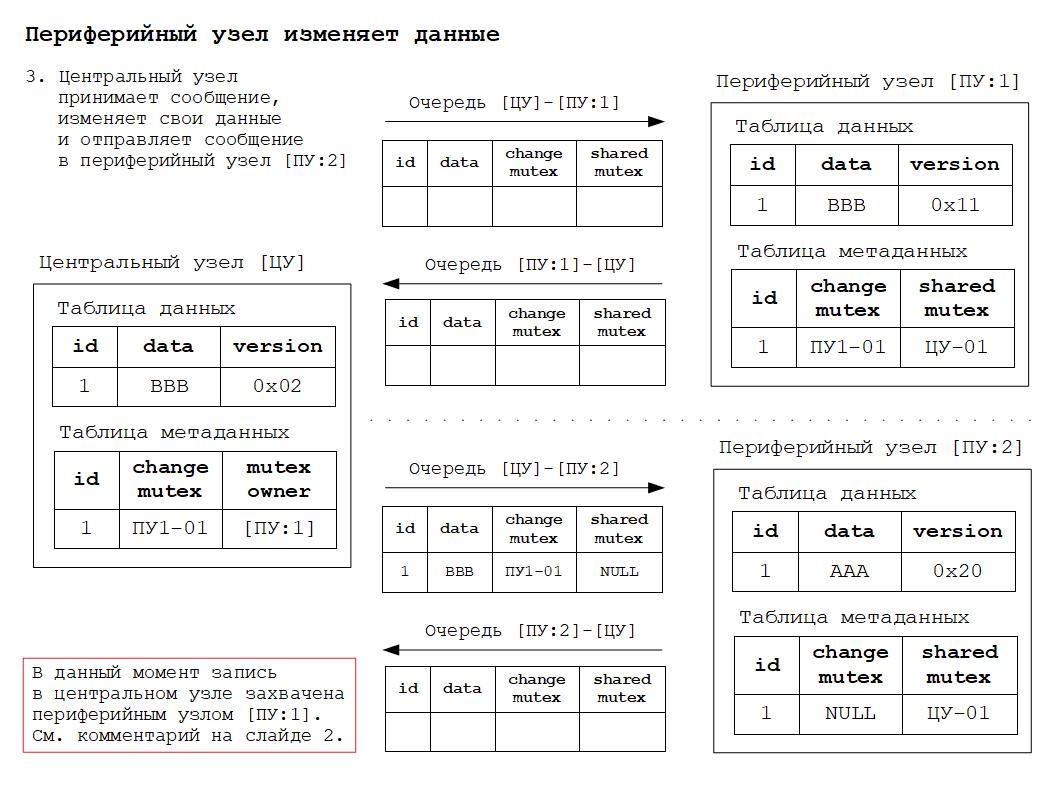 Периферийный узел изменяет данные
3. Центральный узел
принимает сообщение,
изменяет свои данные
и отправляет сообщение
в периферийный узел [ПУ:2]
Очередь [ЦУ]-[ПУ:1]
id data change mutex shared mutex
Периферийный узел [ПУ:1]
Таблица данных
id data version
1 BBB 0x11
Таблица метаданных
id change mutex shared mutex
1 ПУ1-01 ЦУ-01
Очередь [ПУ:1]-[ЦУ]
id data change mutex shared mutex
Центральный узел [ЦУ]
Таблица данных
id data version
1 BBB 0x02
Таблица метаданных
id change mutex mutex owner
1 ПУ1-01 [ПУ:1]
Очередь [ЦУ]-[ПУ:2]
id data change mutex shared mutex
1 BBB ПУ1-01 NULL
Периферийный узел [ПУ:2]
Таблица данных
id data version
1 AAA 0x20
Таблица метаданных
id change mutex shared mutex
1 NULL ЦУ-01
Очередь [ПУ:2]-[ЦУ]
id data change mutex shared mutex
В данный момент запись
в центральном узле захвачена
периферийным узлом [ПУ:1].
См. комментарий на слайде 2.